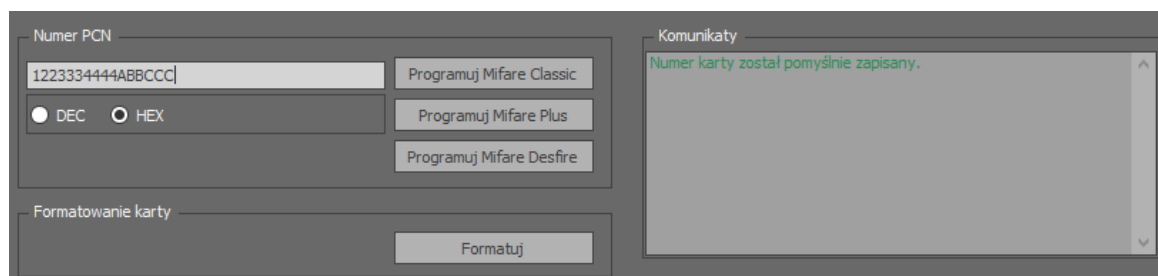 Numer PCN
1223334444ABBCCC
DEC
HEX
Programuj Mifare Classic
Programuj Mifare Plus
Programuj Mifare Desfire
Formatowanie karty
Formatuj
Komunikaty
Numer karty został pomyślnie zapisany.